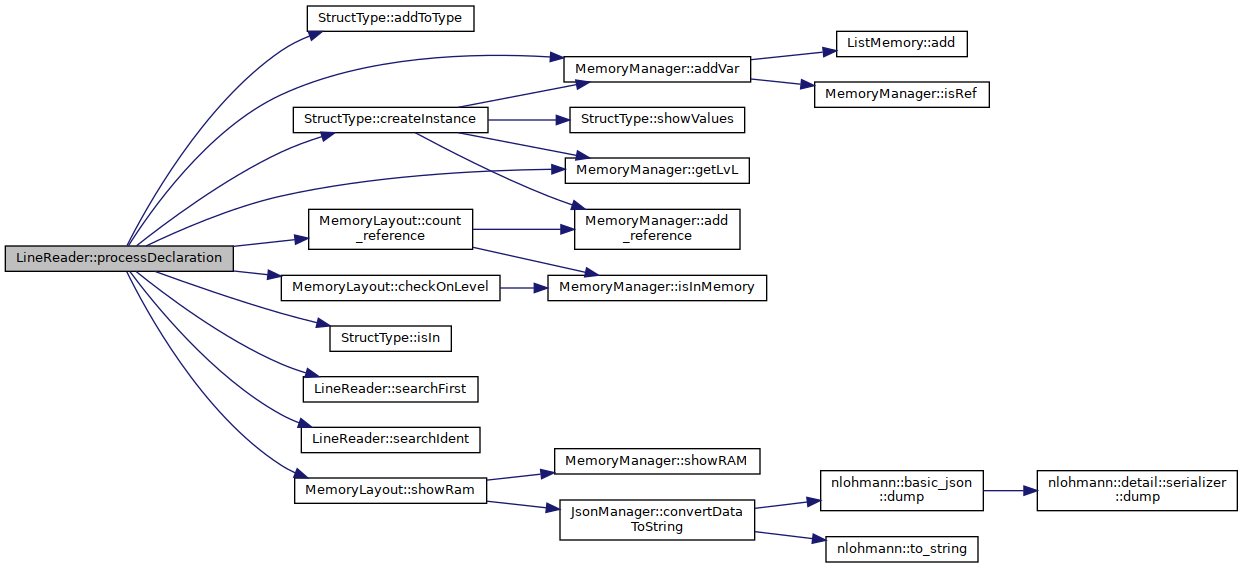 StructType::addToType
ListMemory::add
MemoryManager::addVar
MemoryManager::isRef
StructType::createInstance
StructType::showValues
MemoryManager::getLvL
MemoryLayout::count
_reference
MemoryManager::add
_reference
LineReader::processDeclaration
MemoryLayout::checkOnLevel
MemoryManager::isInMemory
StructType::isIn
LineReader::searchFirst
LineReader::searchIdent
MemoryManager::showRAM
MemoryLayout::showRam
JsonManager::convertData
ToString
nlohmann::basic_json
::dump
nlohmann::detail::serializer
::dump
nlohmann::to_string